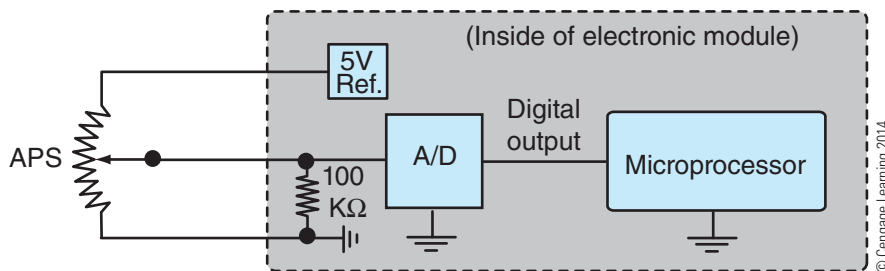 (Inside of electronic module)
5V
Ref.
Digital
output
APS
A/D
Microprocessor
100
KΩ
© Cengage Learning 2014